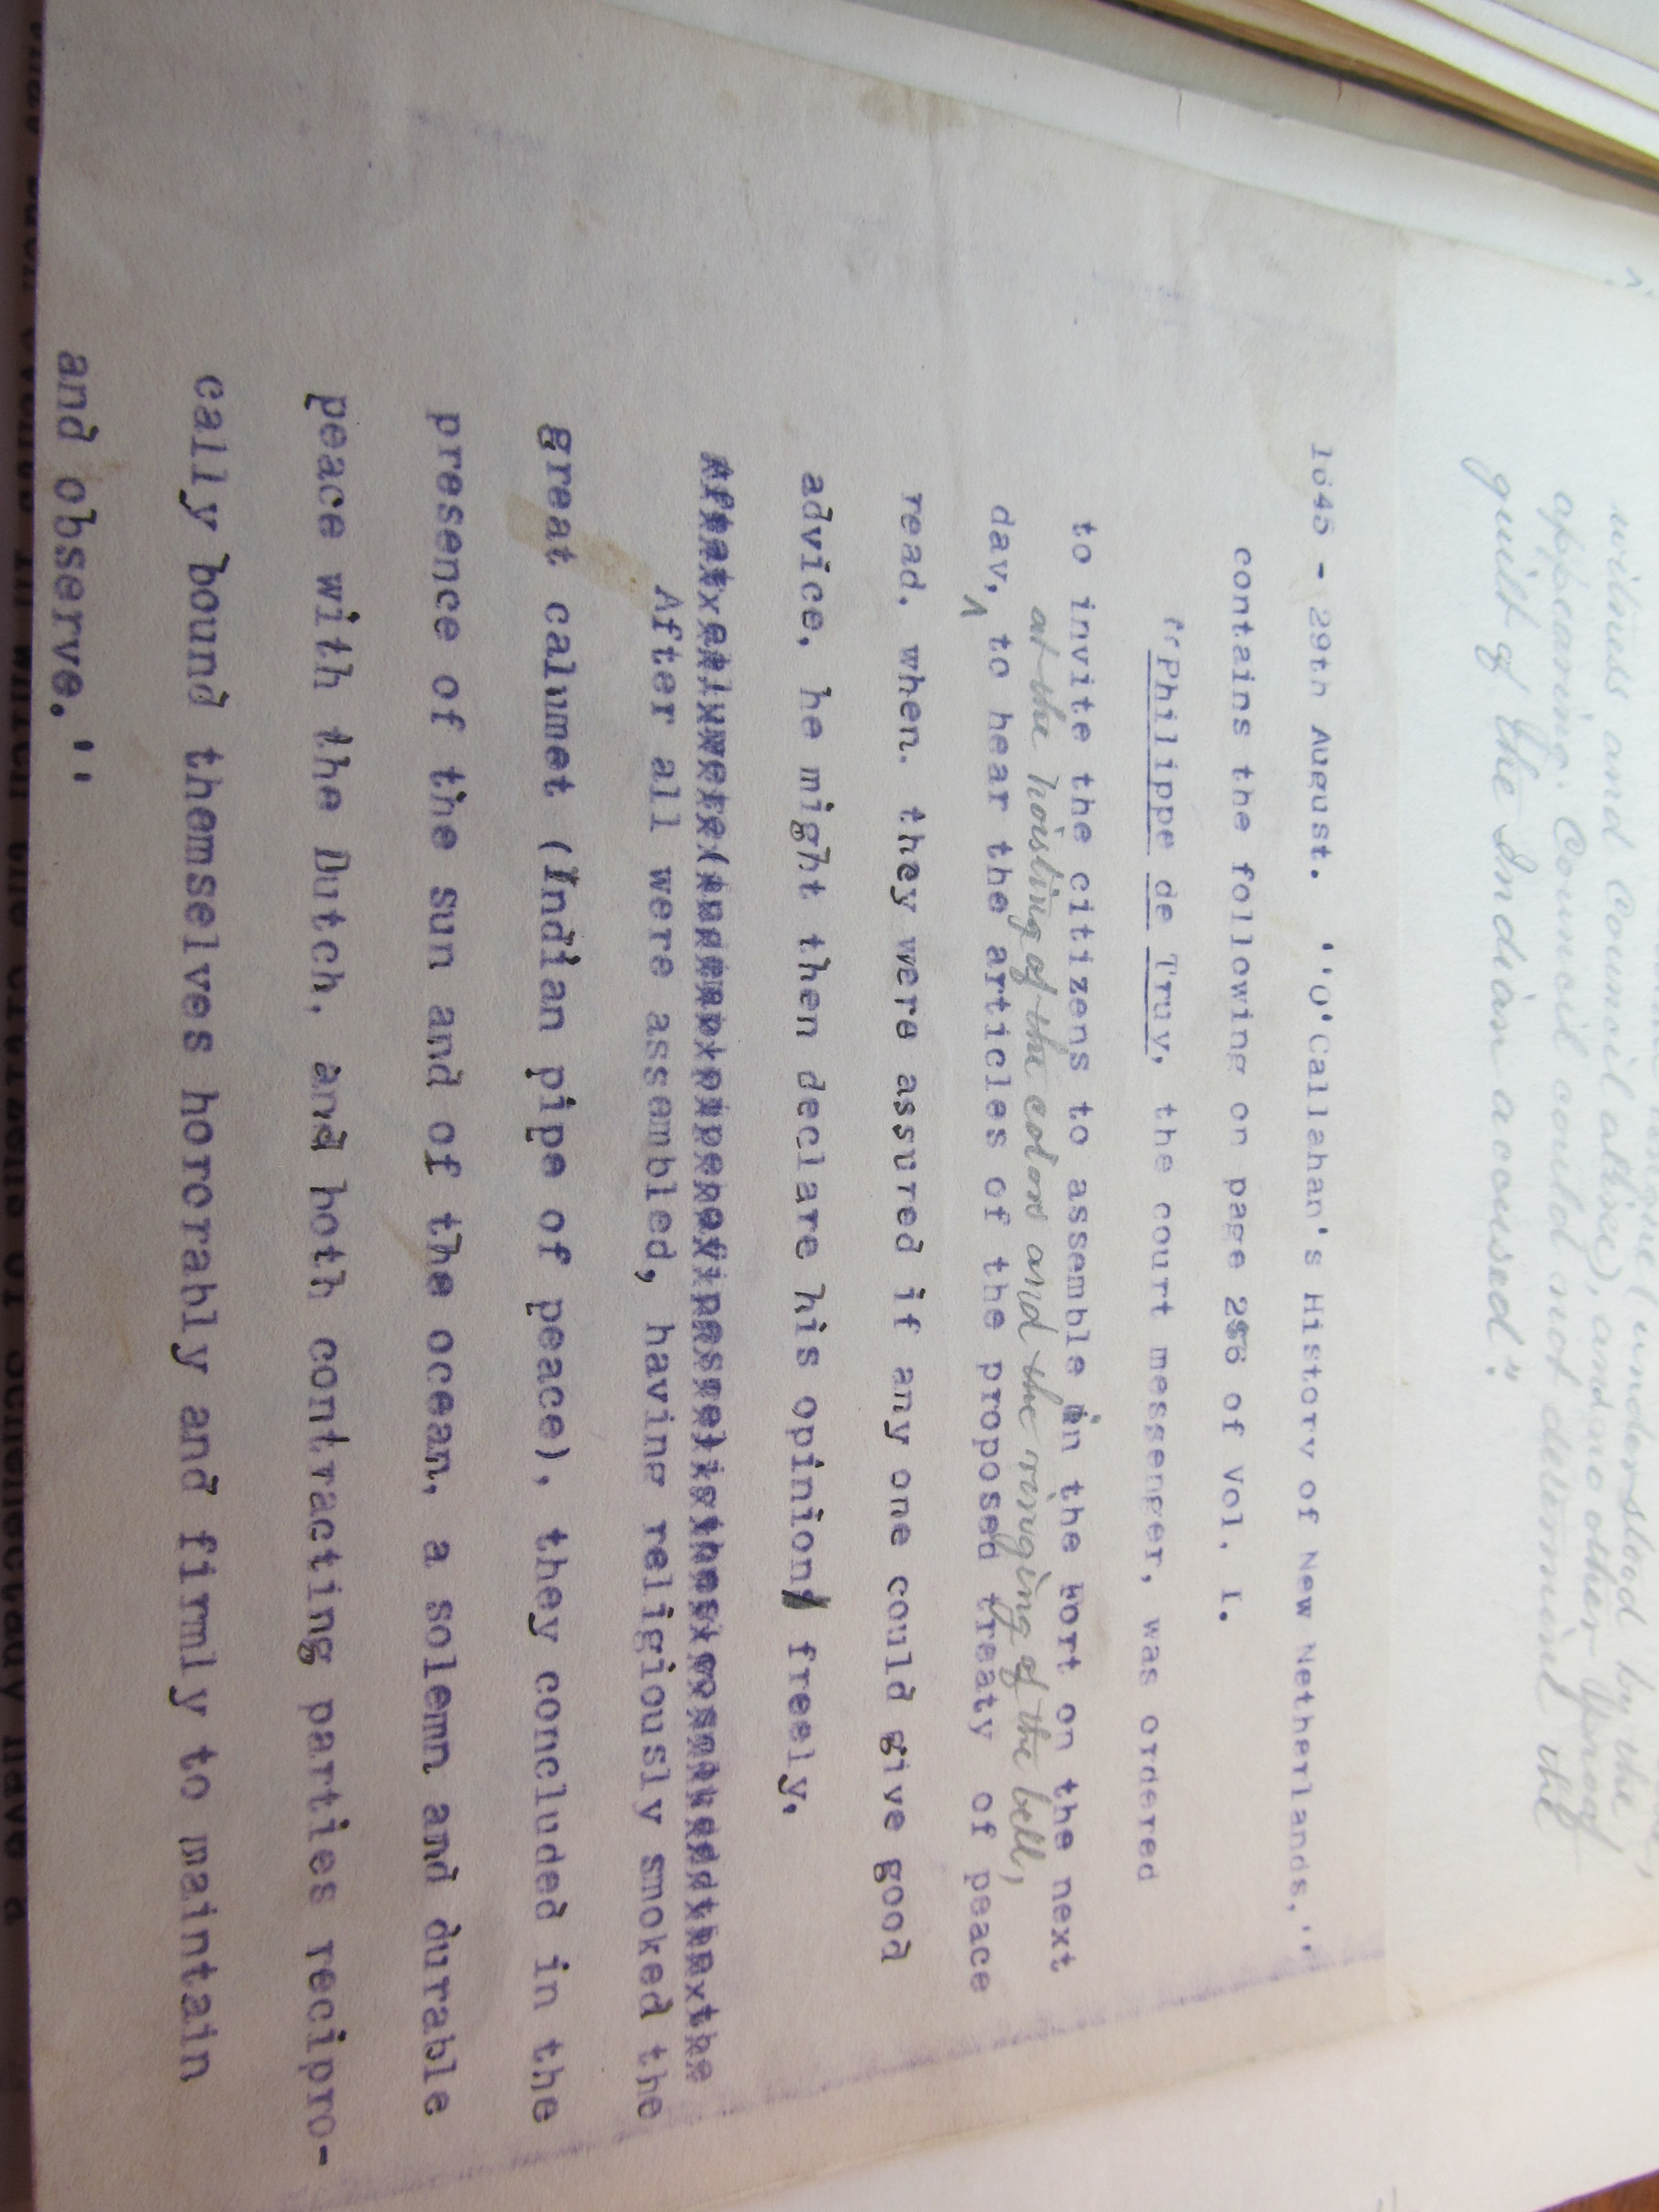 witness and Council alkise), and no other proof
appearing: Council could not determine the
guilt of the Indian accused".
1645 - 29th August. ''O'Callahan's History of New Netherlands,''
contains the following on page 256 of Vol. I.
"Philippe de Truy, the court messenger, was ordered
to invite the citizens to assemble in the Fort on the next
at the hoisting of the colors and the ringing of the bell,
day, ^ to hear the articles of the proposed treaty of peace
read, when, they were assured if any one could give good
advice, he might then declare his opinion freely.
After all were assembled, having religiously smoked the
great calumet (Indian pipe of peace), they concluded in the
presence of the sun and of the ocean, a solemn and durable
peace with the Dutch, and both contracting parties recipro-
cally bound themselves honorably and firmly to maintain
and observe.''